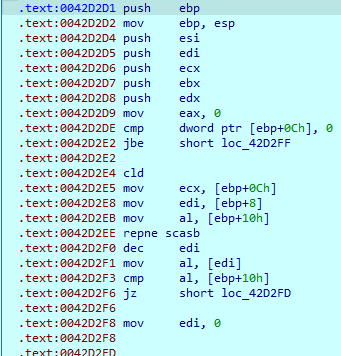 .text:0042D2D1 push ebp
.text:0042D2D2 mov ebp, esp
.text:0042D2D4 push esi
.text:0042D2D5 push edi
.text:0042D2D6 push ecx
.text:0042D2D7 push ebx
.text:0042D2D8 push edx
.text:0042D2D9 mov eax, 0
.text:0042D2DE cmp dword ptr [ebp+0Ch], 0
.text:0042D2E2 jbe short loc_42D2FF
.text:0042D2E2
.text:0042D2E4 cld
.text:0042D2E5 mov ecx, [ebp+0Ch]
.text:0042D2E8 mov edi, [ebp+8]
.text:0042D2EB mov al, [ebp+10h]
.text:0042D2EE repne scasb
.text:0042D2F0 dec edi
.text:0042D2F1 mov al, [edi]
.text:0042D2F3 cmp al, [ebp+10h]
.text:0042D2F6 jz short loc_42D2FD
.text:0042D2F6
.text:0042D2F8 mov edi, 0
.text:0042D2F8
.text:0042D2FD